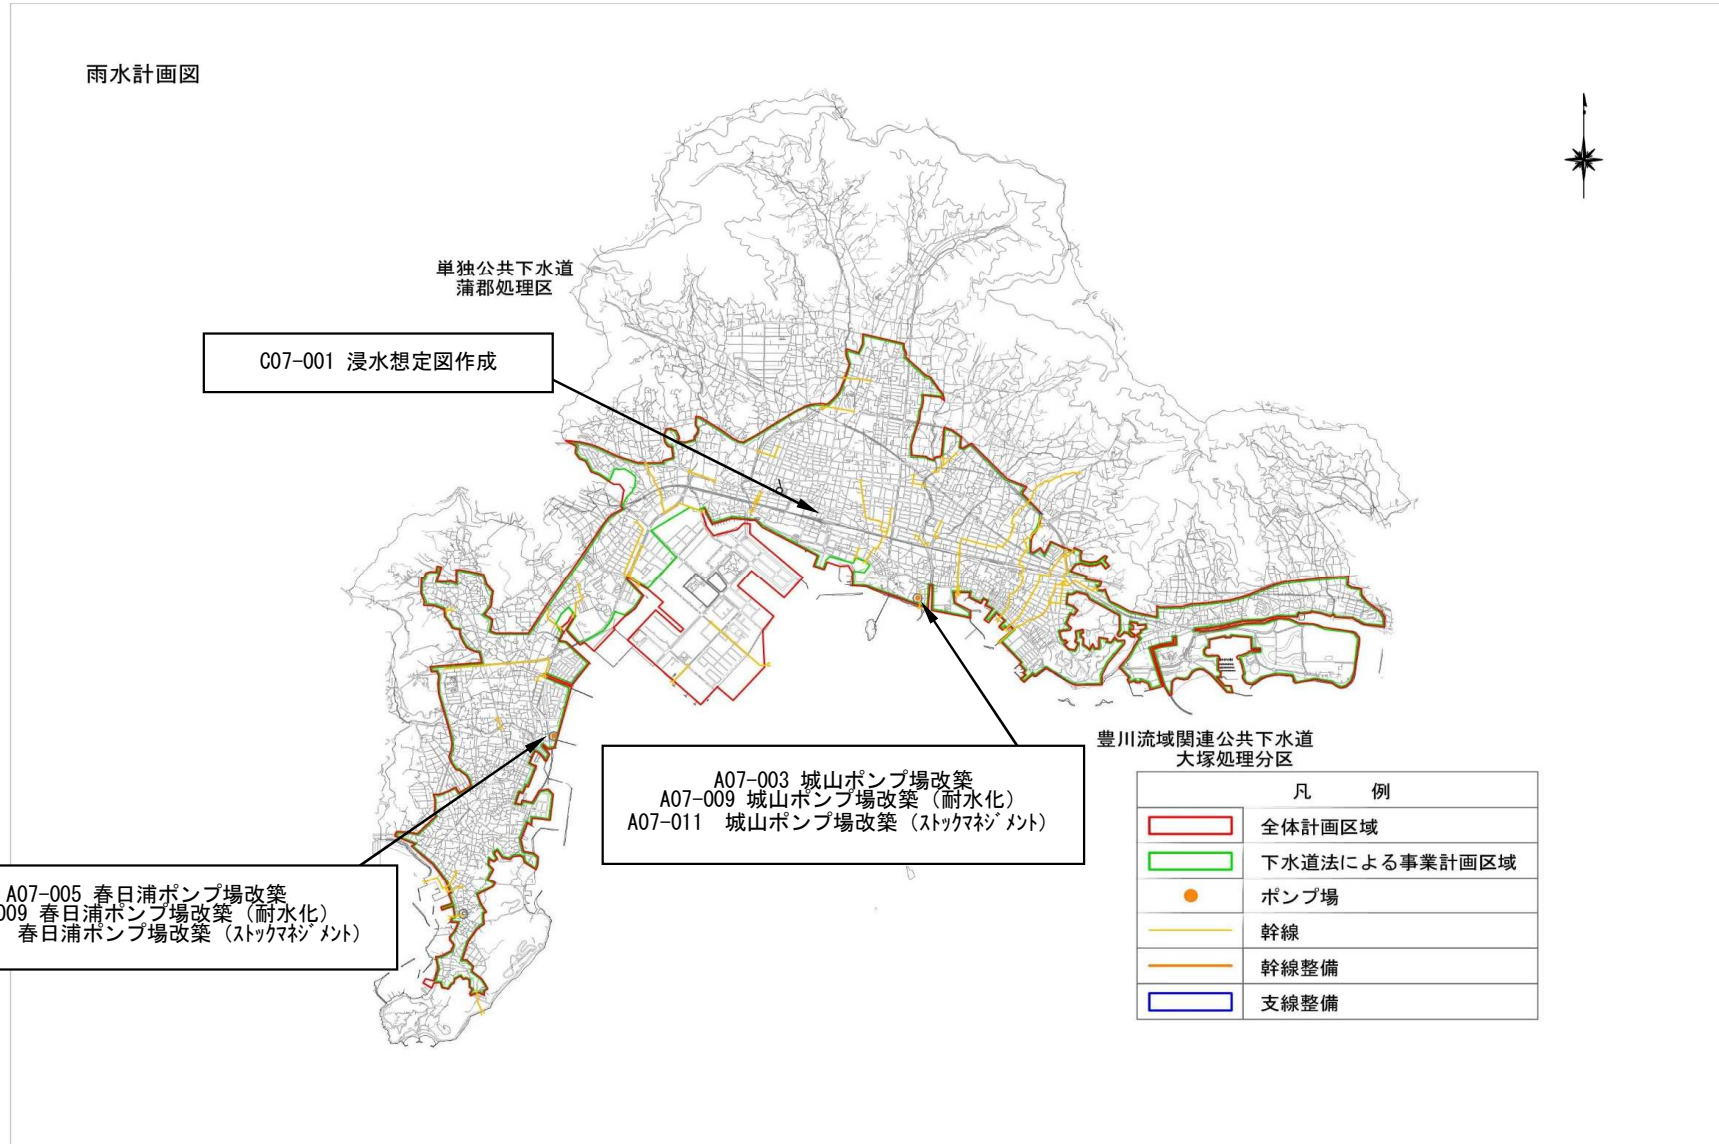 雨水計画図
単独公共下水道
蒲郡処理区
C07-001 浸水想定図作成
A07-003 城山ポンプ場改築
A07-009 城山ポンプ場改築（耐水化）
A07-011 城山ポンプ場改築（ｽﾄｯｸﾏﾈｼﾞﾒﾝﾄ）
A07-005 春日浦ポンプ場改築
009 春日浦ポンプ場改築（耐水化）
春日浦ポンプ場改築（ｽﾄｯｸﾏﾈｼﾞﾒﾝﾄ）
豊川流域関連公共下水道
大塚処理分区
凡 例
全体計画区域
下水道法による事業計画区域
ポンプ場
幹線
幹線整備
支線整備